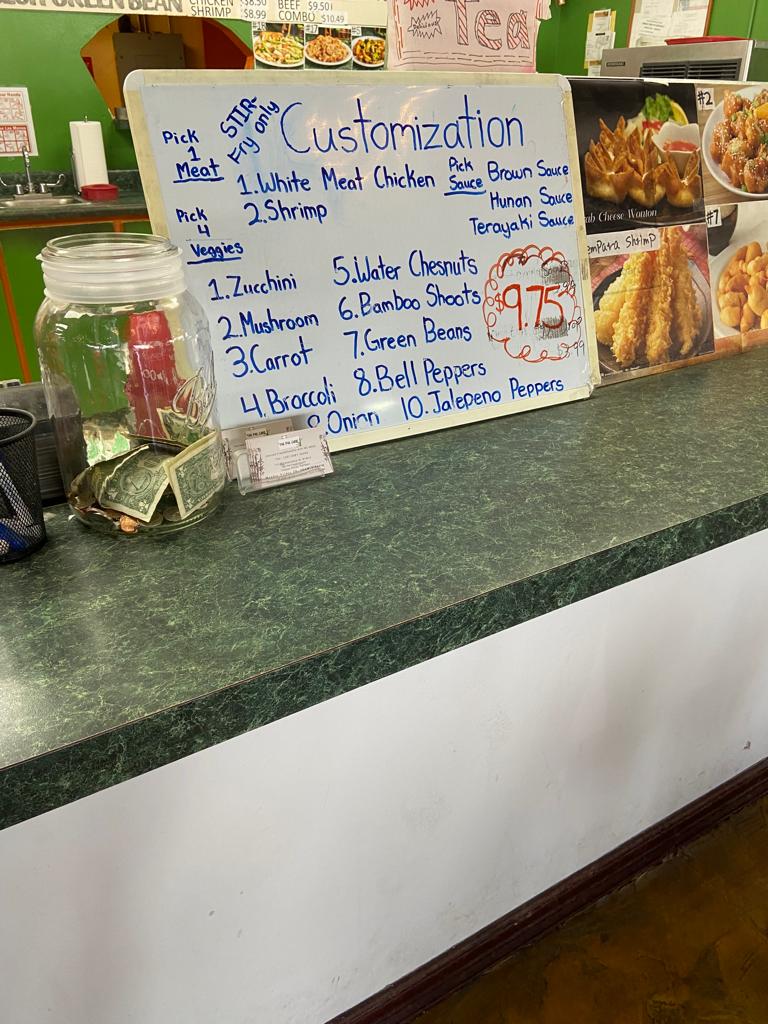 GREEN BEAN
CHICKEN $8.50
SHRIMP $8.99
BEEF $9.50
COMBO $10.49
Tea
Customization
STIR-
Fry only
Pick
1
Meat
1.White Meat Chicken
2.Shrimp
Pick
Sauce
Brown Sauce
Hunan Sauce
Terayaki Sauce
Pick
4
Veggies
1.Zucchini
2.Mushroom
3.Carrot
4.Broccoli
5.Water Chesnuts
6.Bamboo Shoots
7.Green Beans
8.Bell Peppers
9.Onion
10.Jalepeno Peppers
$9.75
#2
Cheese Wonton
Shrimp
#7